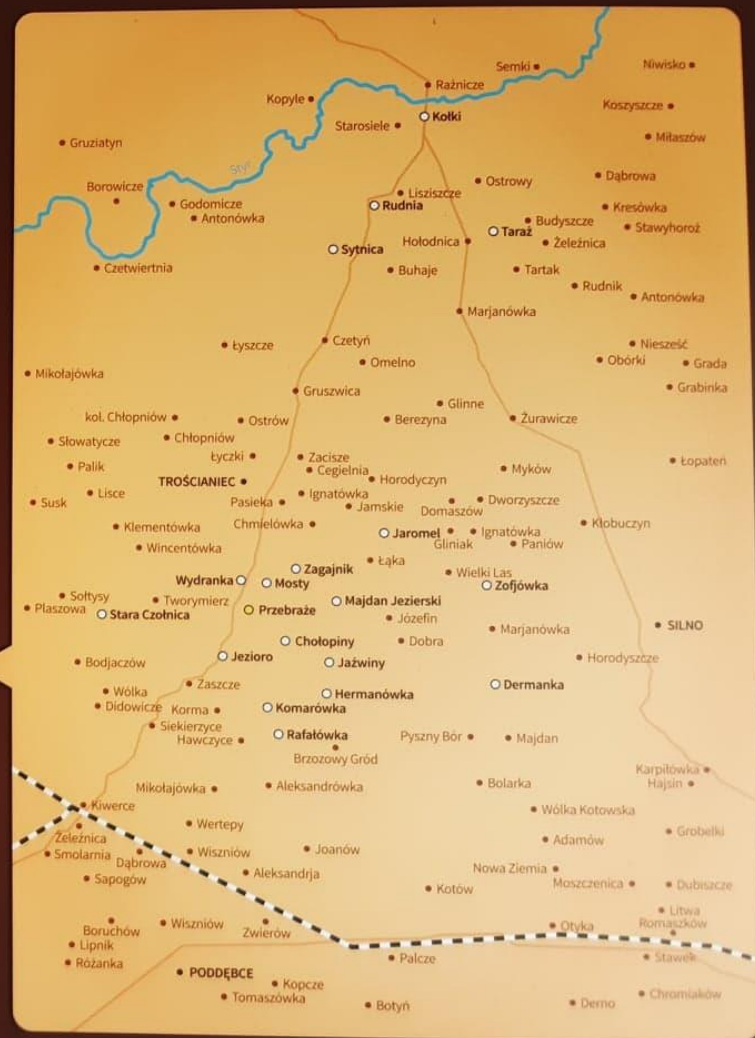 Semki
Niwisko
Raźnicze
Kopyle
Koszyszcze
Kołki
Starosiele
Miłaszów
Gruziatyn
Styr
Dąbrowa
Ostrowy
Borowicze
Lisziszcze
Godomicze
Rudnia
Kresówka
Antonówka
Budyszcze
Stawyhoroż
Taraż
Hołodnica
Żeleźnica
Sytnica
Czetwiertnia
Buhaje
Tartak
Rudnik
Antonówka
Marjanówka
Czetyń
Łyszcze
Niesześć
Omelno
Obórki
Grada
Mikołajówka
Grabinka
Gruszwica
Glinne
kol. Chłopniów
Ostrów
Berezyna
Żurawicze
Słowatycze
Chłopniów
Łyczki
Zacisze
Łopateń
Palik
Cegielnia
Myków
TROŚCIANIEC
Horodyczyn
Lisce
Ignatówka
Susk
Pasieka
Jamskie
Dworzyszcze
Domaszów
Klementówka
Chmielówka
Kłobuczyn
Jaromel
Ignatówka
Gliniak
Paniów
Wincentówka
Łąka
Zagajnik
Wielki Las
Wydranka
Mosty
Zofjówka
Sołtysy
Tworymierz
Majdan Jezierski
Plaszowa
Stara Czołnica
Przebraże
Józefin
SILNO
Marjanówka
Chołopiny
Dobra
Jezioro
Jaźwiny
Horodyszcze
Bodjaczów
Zaszcze
Dermanka
Wólka
Hermanówka
Didowicze
Korma
Komarówka
Siekierzyce
Rafałówka
Hawczyce
Pyszny Bór
Majdan
Brzozowy Gród
Karpiłówka
Mikołajówka
Aleksandrówka
Bolarka
Hajsin
Kiwerce
Wólka Kotowska
Wertepy
Grobelki
Żeleźnica
Adamów
Smolarnia
Dąbrowa
Wiszniów
Joanów
Nowa Ziemia
Sapogów
Aleksandrja
Kotów
Moszczenica
Dubiszcze
Litwa
Boruchów
Wiszniów
Zwierów
Ołyka
Romaszków
Lipnik
Palcze
Stawek
Różanka
PODDĘBCE
Kopcze
Tomaszówka
Botyń
Derno
Chromiaków